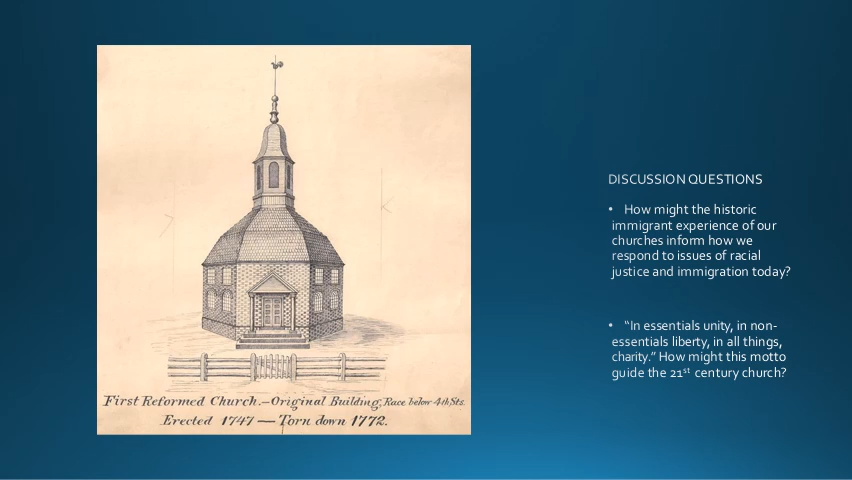 First Reformed Church.—Original Building, Race below 4th Sts.
Erected 1747 — Torn down 1772.
DISCUSSION QUESTIONS
• How might the historic
immigrant experience of our
churches inform how we
respond to issues of racial
justice and immigration today?
• “In essentials unity, in non-
essentials liberty, in all things,
charity.” How might this motto
guide the 21st century church?